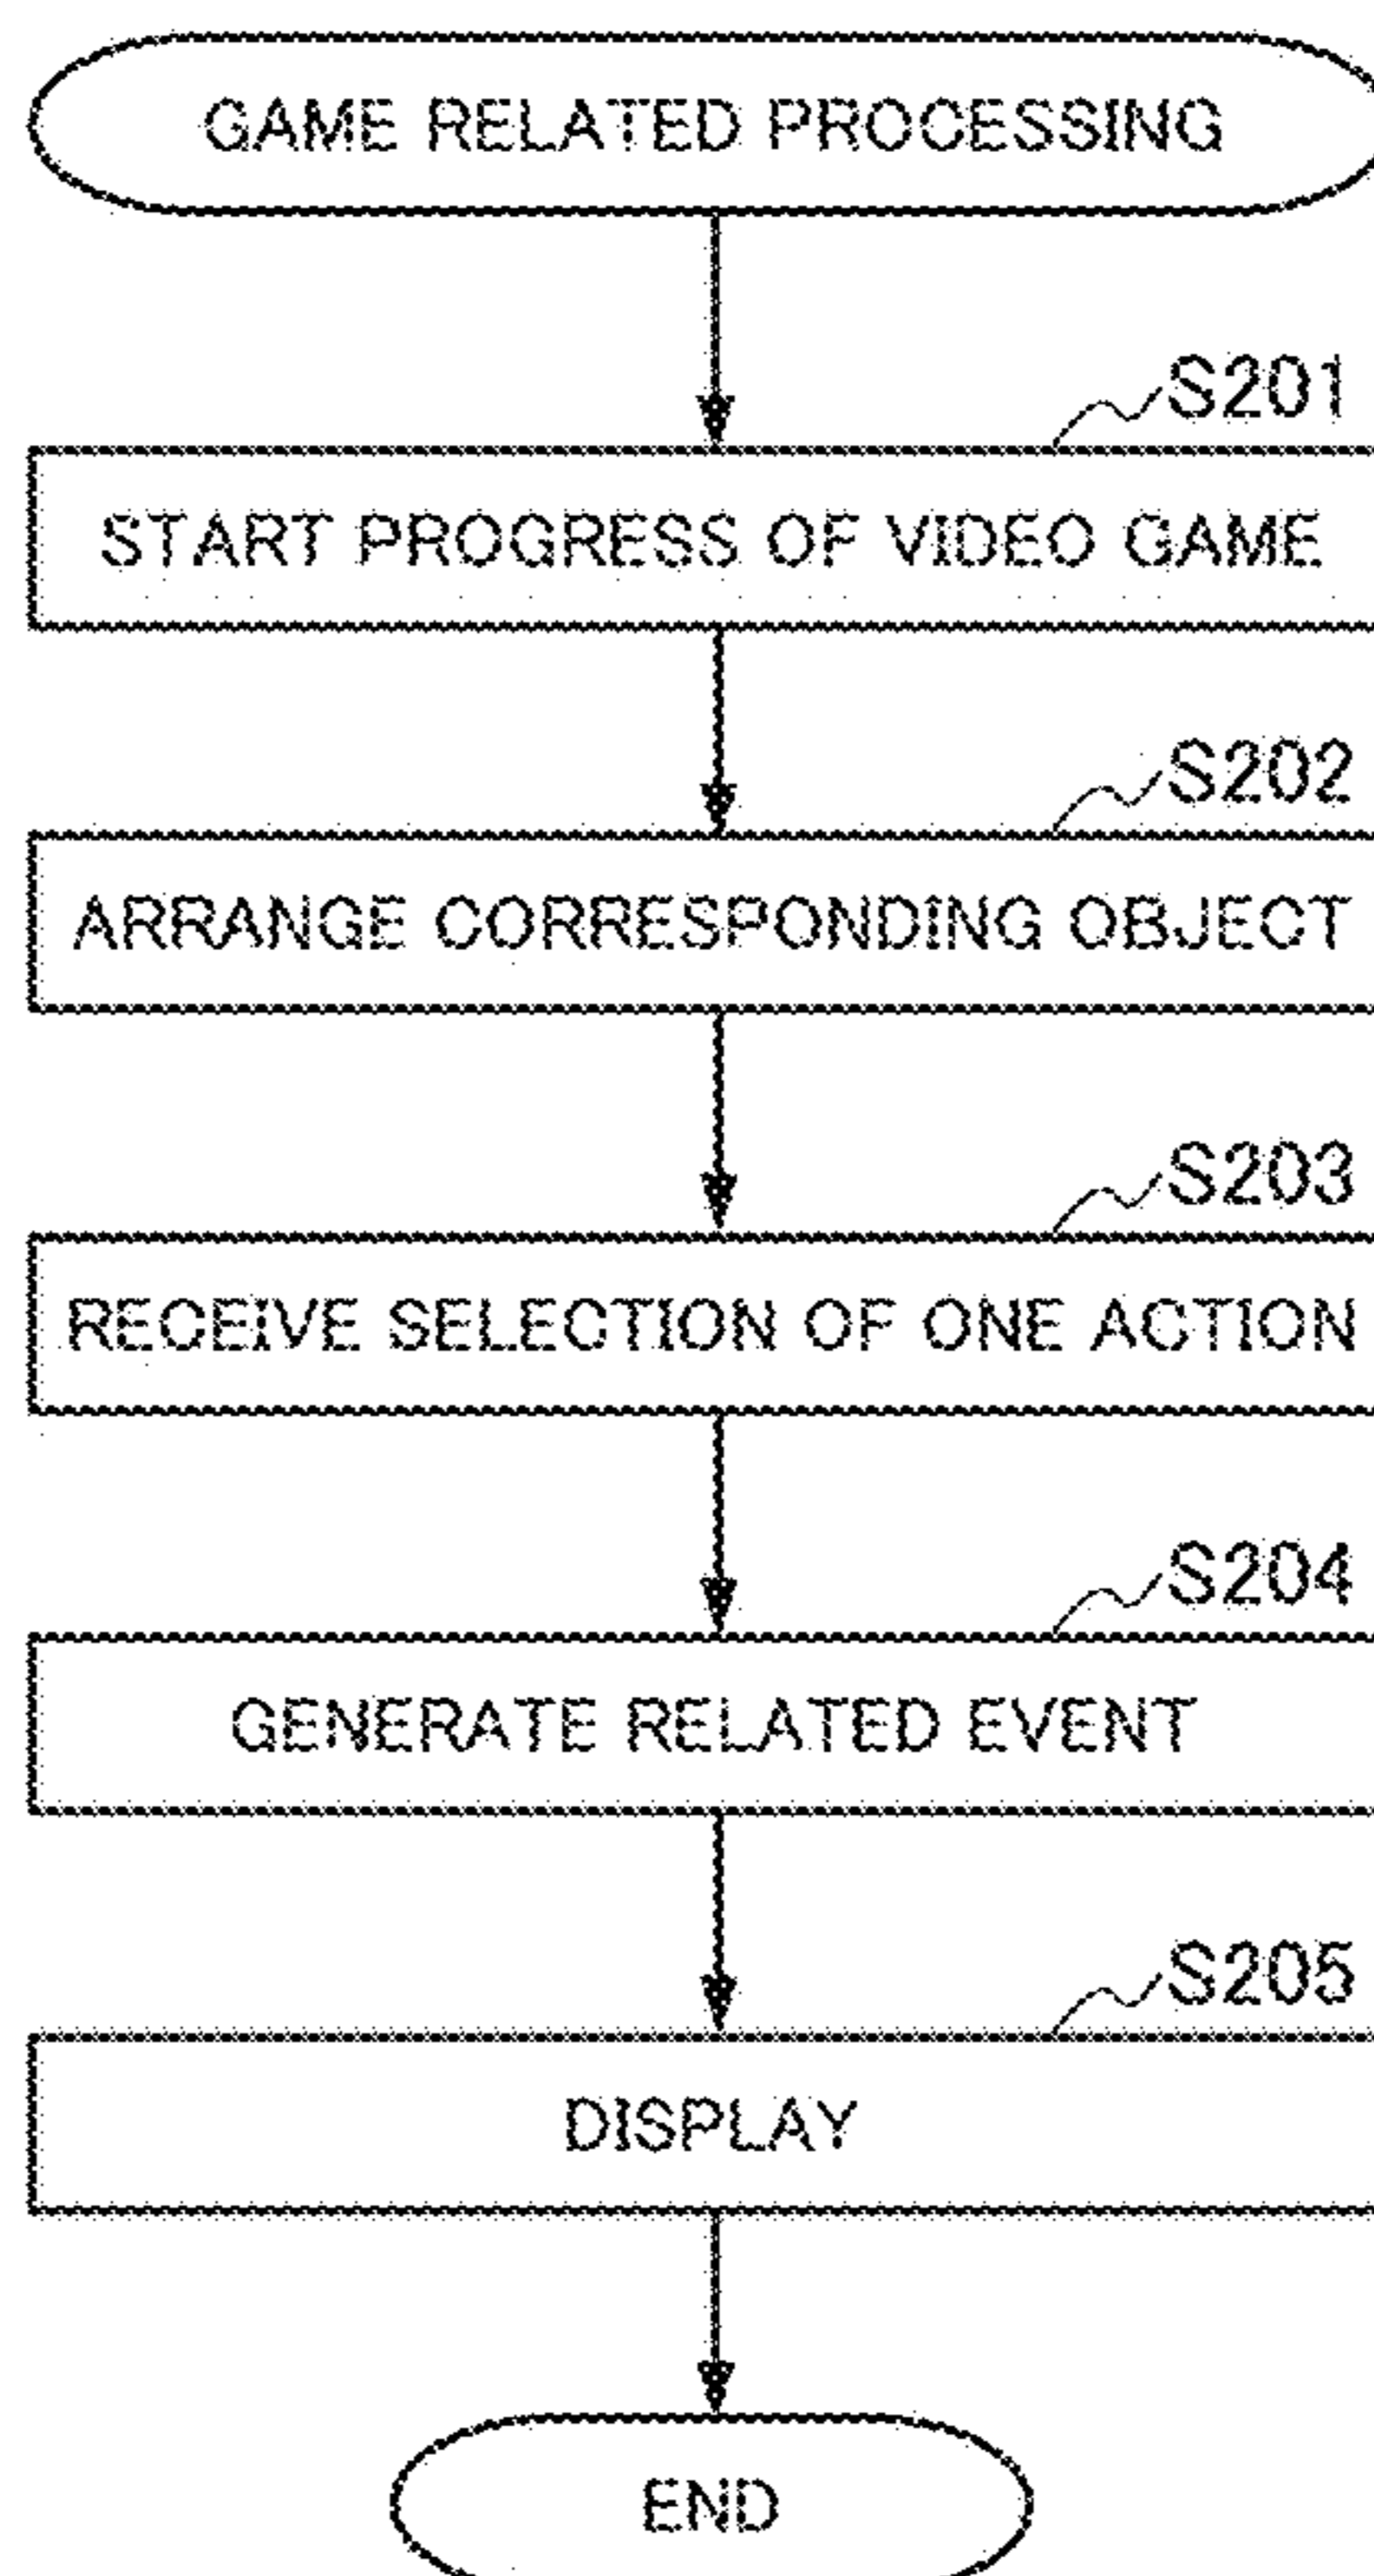 GAME RELATED PROCESSING
S201
START PROGRESS OF VIDEO GAME
S202
ARRANGE CORRESPONDING OBJECT
S203
RECEIVE SELECTION OF ONE ACTION
S204
GENERATE RELATED EVENT
S205
DISPLAY
END